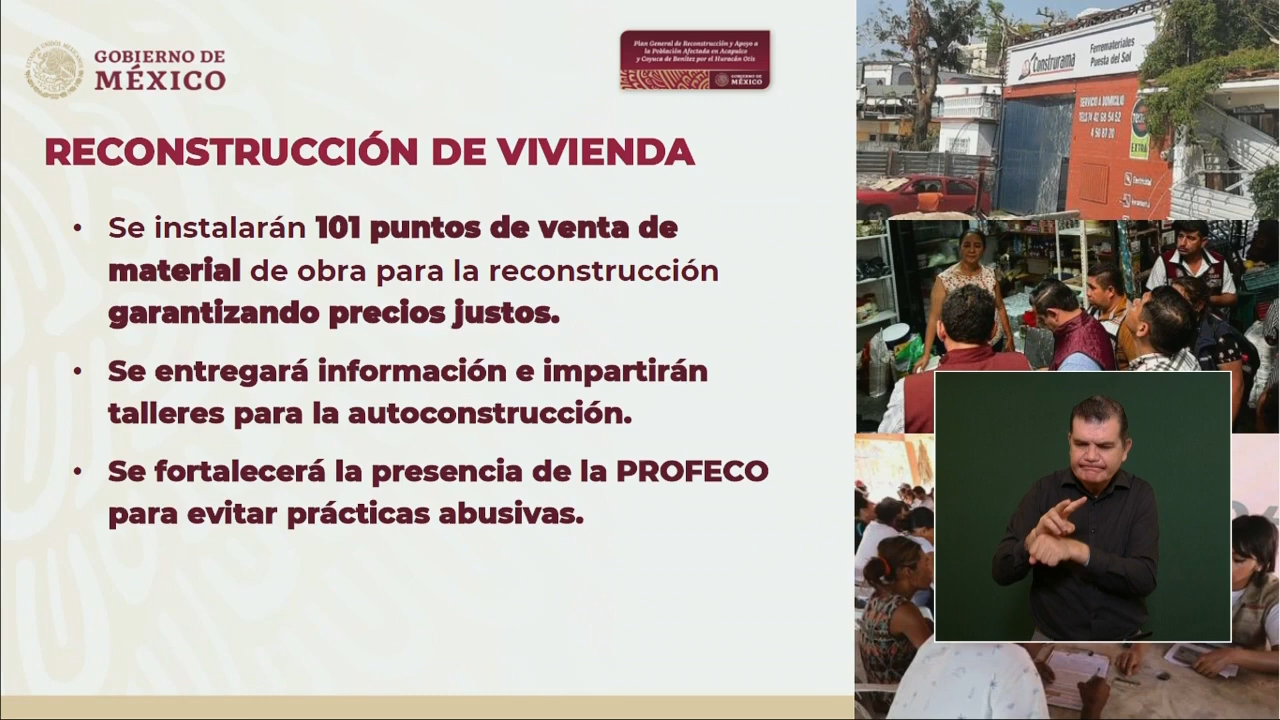 GOBIERNO DE
MÉXICO
Plan General de Reconstrucción y Apoyo a
la Población Afectada en Acapulco
y Coyuca de Benítez por el Huracán Otis
GOBIERNO DE
MÉXICO
RECONSTRUCCIÓN DE VIVIENDA
• Se instalarán 101 puntos de venta de
material de obra para la reconstrucción
garantizando precios justos.
• Se entregará información e impartirán
talleres para la autoconstrucción.
• Se fortalecerá la presencia de la PROFECO
para evitar prácticas abusivas.
Construrama
Ferremateriales
Puesta del Sol
SERVICIO A DOMICILIO
EXTRA
Electricidad